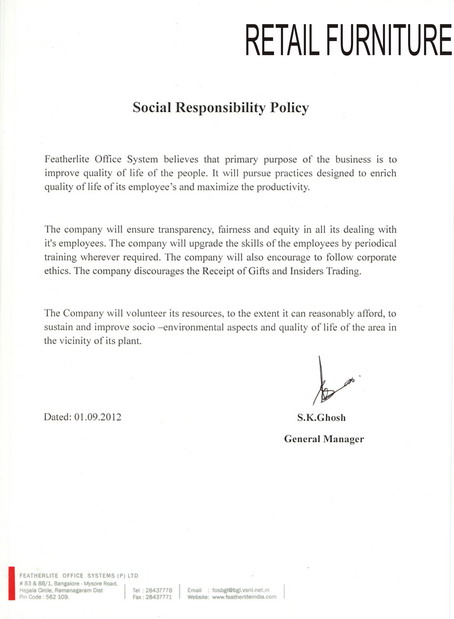 RETAIL FURNITURE
Social Responsibility Policy
Featherlite Office System believes that primary purpose of the business is to
improve quality of life of the people. It will pursue practices designed to enrich
quality of life of its employee's and maximize the productivity.
The company will ensure transparency, fairness and equity in all its dealing with
it's employees. The company will upgrade the skills of the employees by periodical
training wherever required. The company will also encourage to follow corporate
ethics. The company discourages the Receipt of Gifts and Insiders Trading.
The Company will volunteer its resources, to the extent it can reasonably afford, to
sustain and improve socio –environmental aspects and quality of life of the area in
the vicinity of its plant.
Dated: 01.09.2012
S.K.Ghosh
General Manager
FEATHERLITE OFFICE SYSTEMS (P) LTD
# 83 & 88/1, Bangalore - Mysore Road,
Hejjala Circle, Ramanagaram Dist
Pin Code : 562 109.
Tel : 28437778
Fax : 28437771
Email : fosbgl@bgl.vsnl.net.in
Website: www.featherliteindia.com